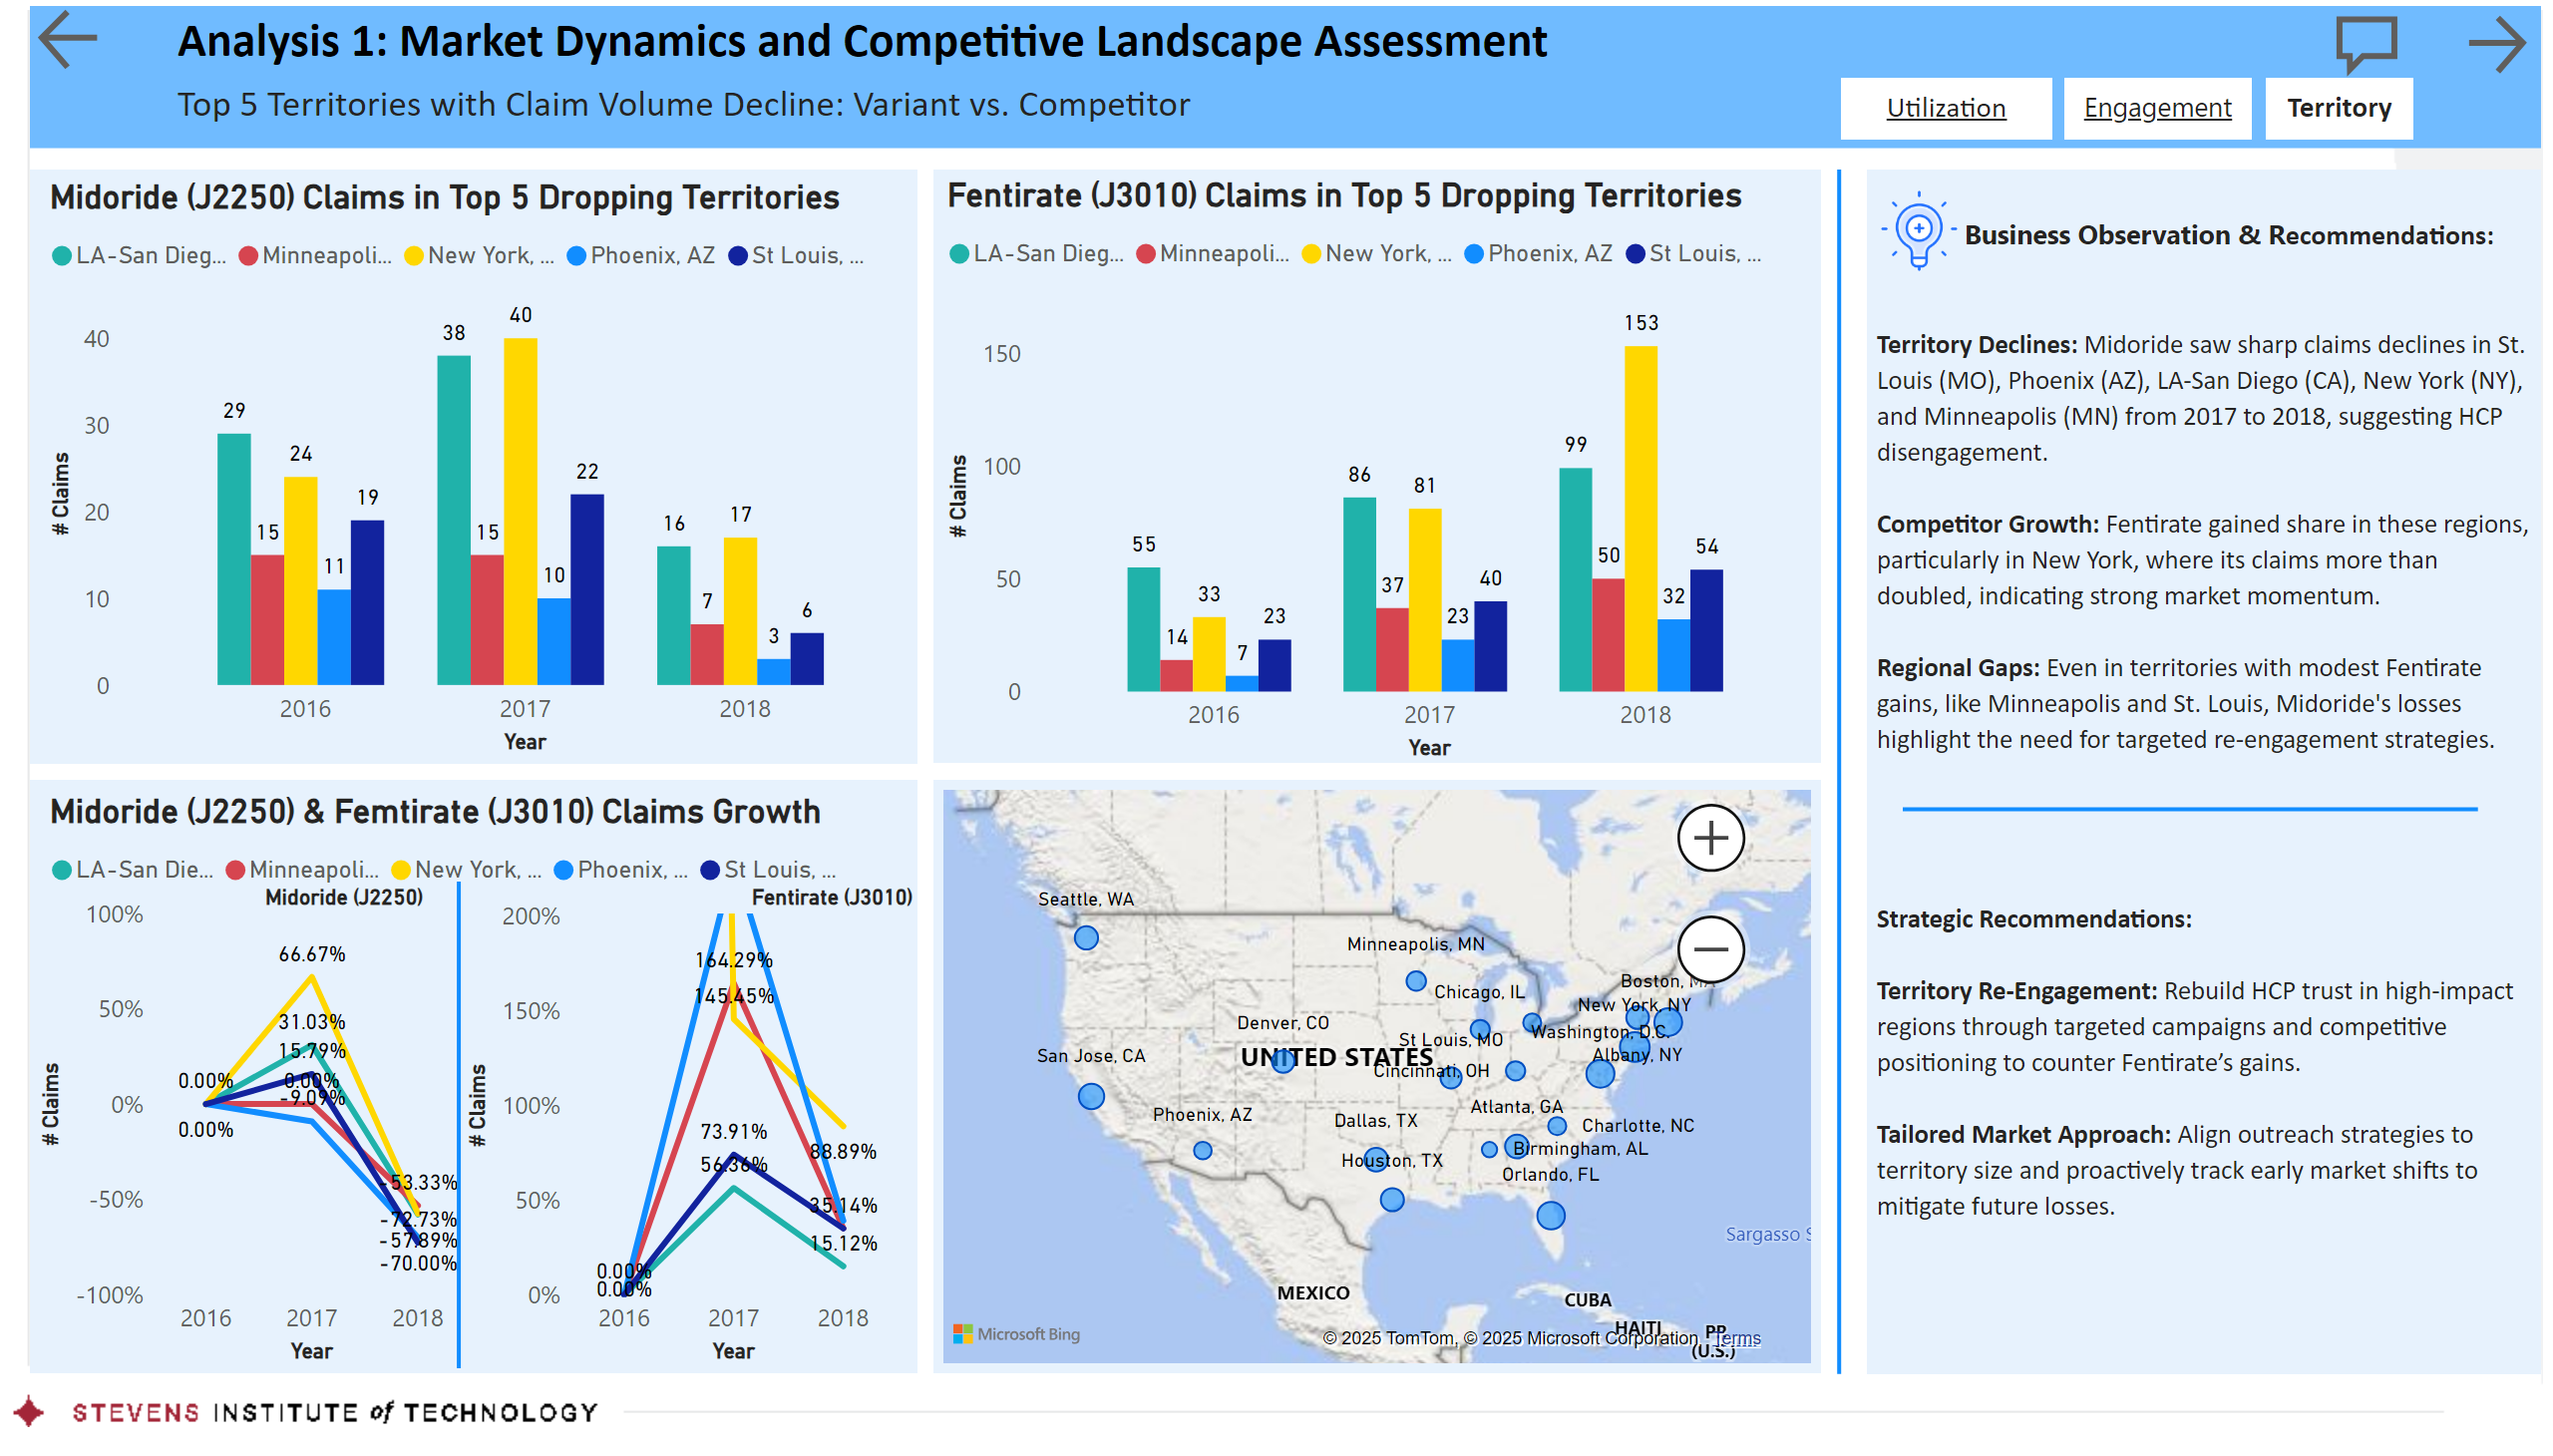 Analysis 1: Market Dynamics and Competitive Landscape Assessment
Top 5 Territories with Claim Volume Decline: Variant vs. Competitor
Utilization
Engagement
Territory
Midoride (J2250) Claims in Top 5 Dropping Territories
LA-San Dieg... Minneapoli... New York, ... Phoenix, AZ St Louis, ...
# Claims
40
30
20
10
0
29 15 24 11 19
38 15 40 10 22
16 7 17 3 6
2016 2017 2018
Year
Fentirate (J3010) Claims in Top 5 Dropping Territories
LA-San Dieg... Minneapoli... New York, ... Phoenix, AZ St Louis, ...
# Claims
150
100
50
0
55 14 33 7 23
86 37 81 23 40
99 50 153 32 54
2016 2017 2018
Year
Midoride (J2250) & Femtirate (J3010) Claims Growth
LA-San Die... Minneapoli... New York, ... Phoenix, ... St Louis, ...
Midoride (J2250)
# Claims
100%
50%
0%
-50%
-100%
0.00%
0.00%
66.67%
31.03%
15.79%
0.00%
-9.09%
-53.33%
-72.73%
-57.89%
-70.00%
2016 2017 2018
Year
Fentirate (J3010)
# Claims
200%
150%
100%
50%
0%
0.00%
0.00%
164.29%
145.45%
73.91%
56.36%
88.89%
35.14%
15.12%
2016 2017 2018
Year
Seattle, WA
Minneapolis, MN
Boston, MA
Chicago, IL
New York, NY
Denver, CO
St Louis, MO
Washington, D.C.
San Jose, CA
UNITED STATES
Albany, NY
Cincinnati, OH
Phoenix, AZ
Dallas, TX
Atlanta, GA
Charlotte, NC
Houston, TX
Birmingham, AL
Orlando, FL
Sargasso S
MEXICO
CUBA
HAITI
PR
(U.S.)
Microsoft Bing
© 2025 TomTom, © 2025 Microsoft Corporation Terms
Business Observation & Recommendations:
Territory Declines: Midoride saw sharp claims declines in St.
Louis (MO), Phoenix (AZ), LA-San Diego (CA), New York (NY),
and Minneapolis (MN) from 2017 to 2018, suggesting HCP
disengagement.
Competitor Growth: Fentirate gained share in these regions,
particularly in New York, where its claims more than
doubled, indicating strong market momentum.
Regional Gaps: Even in territories with modest Fentirate
gains, like Minneapolis and St. Louis, Midoride's losses
highlight the need for targeted re-engagement strategies.
Strategic Recommendations:
Territory Re-Engagement: Rebuild HCP trust in high-impact
regions through targeted campaigns and competitive
positioning to counter Fentirate’s gains.
Tailored Market Approach: Align outreach strategies to
territory size and proactively track early market shifts to
mitigate future losses.
STEVENS INSTITUTE of TECHNOLOGY